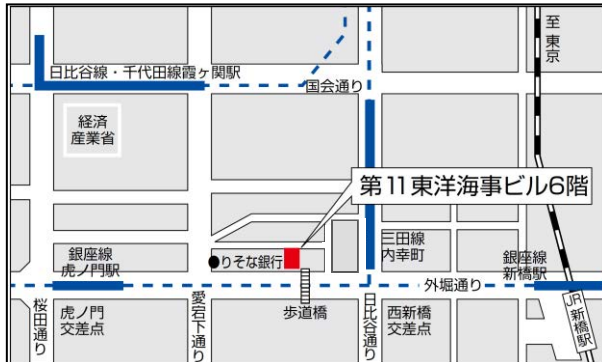 至
東京
日比谷線・千代田線霞ヶ関駅
国会通り
経済
産業省
第11東洋海事ビル6階
銀座線
虎ノ門駅
●りそな銀行
三田線
内幸町
銀座線
新橋駅
外堀通り
桜田通り
虎ノ門
交差点
愛宕下通り
歩道橋
日比谷通り
西新橋
交差点
JR新橋駅